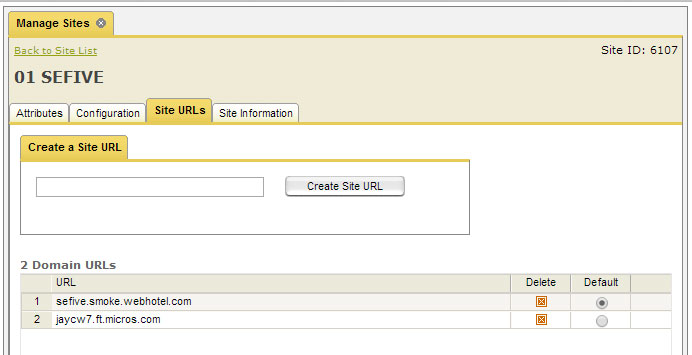 Manage Sites
Back to Site List Site ID: 6107
01 SEFIVE
Attributes Configuration Site URLs Site Information
Create a Site URL
Create Site URL
2 Domain URLs
URL Delete Default
1 sefive.smoke.webhotel.com
2 jaycw7.ft.micros.com